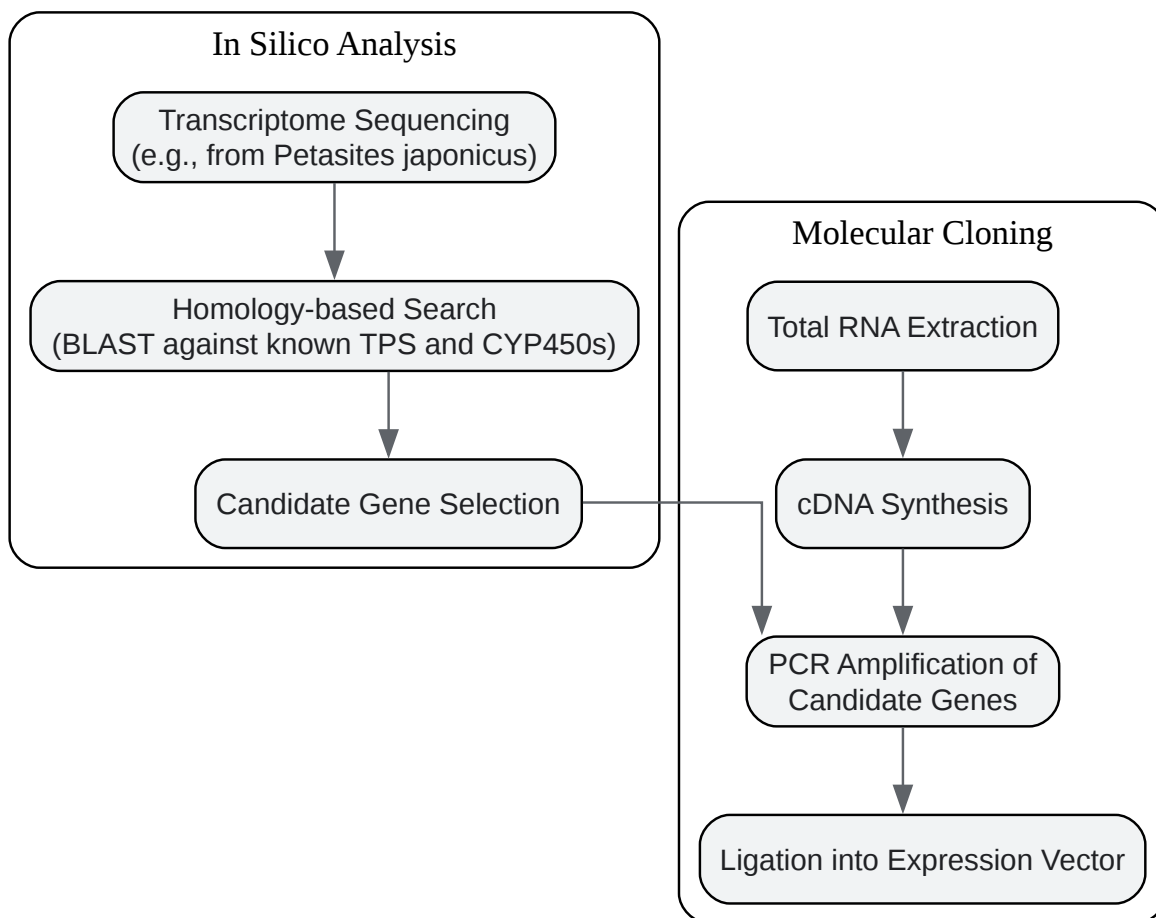 In Silico Analysis
Transcriptome Sequencing
(e.g., from Petasites japonicus)
Homology-based Search
(BLAST against known TPS and CYP450s)
Candidate Gene Selection
Molecular Cloning
Total RNA Extraction
cDNA Synthesis
PCR Amplification of
Candidate Genes
Ligation into Expression Vector